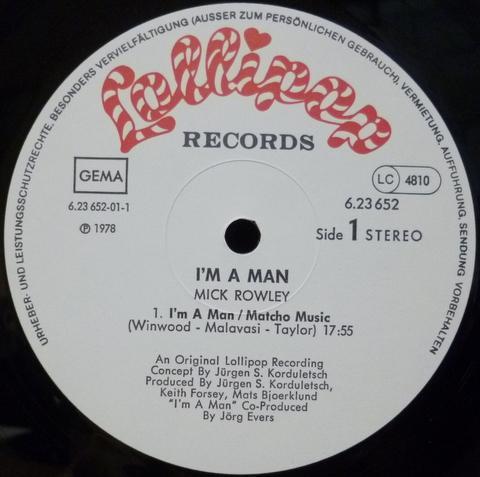 URHEBER- UND LEISTUNGSSCHUTZRECHTE, BESONDERS VERVIELFÄLTIGUNG (AUSSER ZUM PERSÖNLICHEN GEBRAUCH), VERMIETUNG, AUFFÜHRUNG, SENDUNG VORBEHALTEN
Lollipop
RECORDS
GEMA
LC 4810
6.23 652-01-1
6.23 652
℗ 1978
Side 1 STEREO
I'M A MAN
MICK ROWLEY
1. I'm A Man / Matcho Music
(Winwood - Malavasi - Taylor) 17:55
An Original Lollipop Recording
Concept By Jürgen S. Korduletsch
Produced By Jürgen S. Korduletsch,
Keith Forsey, Mats Bjoerklund
"I'm A Man" Co-Produced
By Jörg Evers